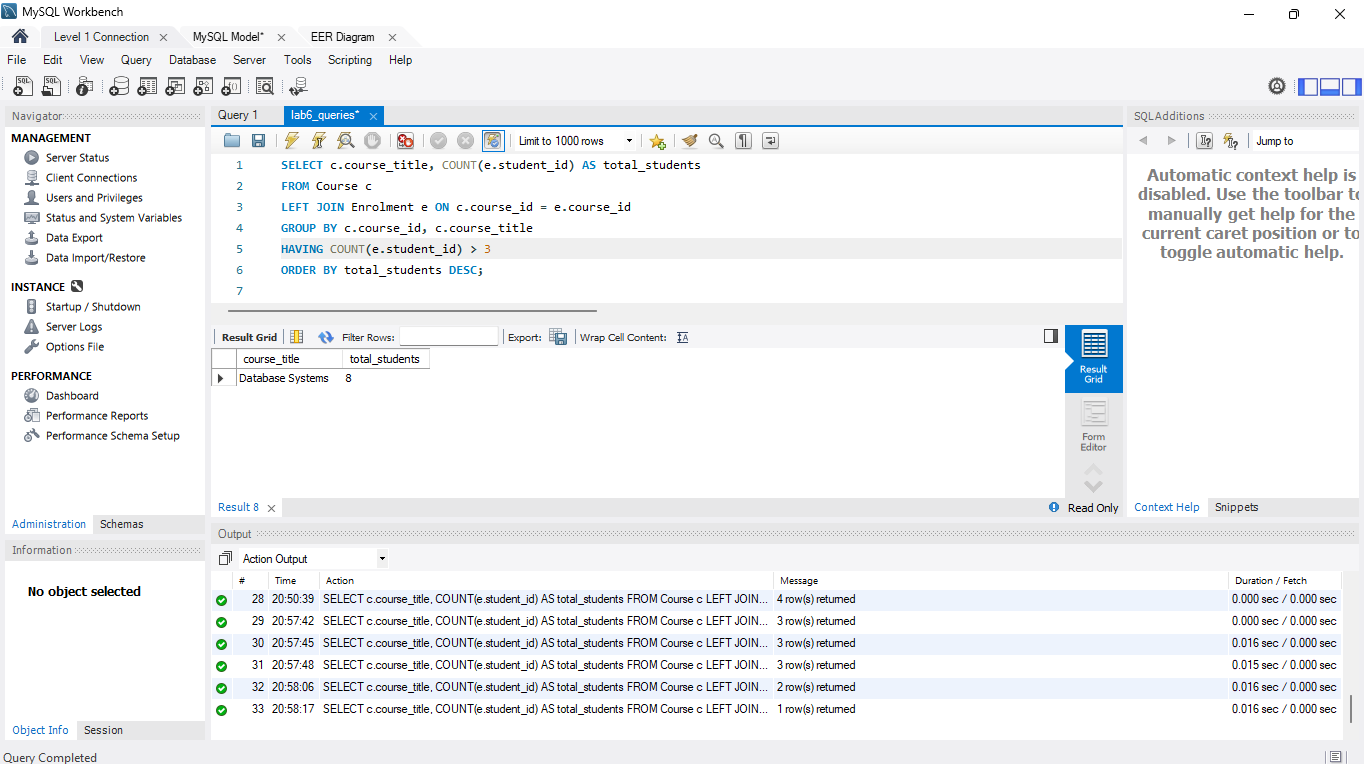 MySQL Workbench
Level 1 Connection MySQL Model* EER Diagram
File Edit View Query Database Server Tools Scripting Help
Navigator
MANAGEMENT
Server Status
Client Connections
Users and Privileges
Status and System Variables
Data Export
Data Import/Restore
INSTANCE
Startup / Shutdown
Server Logs
Options File
PERFORMANCE
Dashboard
Performance Reports
Performance Schema Setup
Administration Schemas
Information
No object selected
Object Info Session
Query 1 lab6_queries*
Limit to 1000 rows
1 SELECT c.course_title, COUNT(e.student_id) AS total_students
2 FROM Course c
3 LEFT JOIN Enrolment e ON c.course_id = e.course_id
4 GROUP BY c.course_id, c.course_title
5 HAVING COUNT(e.student_id) > 3
6 ORDER BY total_students DESC;
7
Result Grid Filter Rows: Export: Wrap Cell Content:
course_title total_students
Database Systems 8
Result Grid
Form Editor
Result 8
Read Only
SQLAdditions
Jump to
Automatic context help is
disabled. Use the toolbar to
manually get help for the
current caret position or to
toggle automatic help.
Context Help Snippets
Output
Action Output
# Time Action Message Duration / Fetch
28 20:50:39 SELECT c.course_title, COUNT(e.student_id) AS total_students FROM Course c LEFT JOIN... 4 row(s) returned 0.000 sec / 0.000 sec
29 20:57:42 SELECT c.course_title, COUNT(e.student_id) AS total_students FROM Course c LEFT JOIN... 3 row(s) returned 0.000 sec / 0.000 sec
30 20:57:45 SELECT c.course_title, COUNT(e.student_id) AS total_students FROM Course c LEFT JOIN... 3 row(s) returned 0.016 sec / 0.000 sec
31 20:57:48 SELECT c.course_title, COUNT(e.student_id) AS total_students FROM Course c LEFT JOIN... 3 row(s) returned 0.015 sec / 0.000 sec
32 20:58:06 SELECT c.course_title, COUNT(e.student_id) AS total_students FROM Course c LEFT JOIN... 2 row(s) returned 0.016 sec / 0.000 sec
33 20:58:17 SELECT c.course_title, COUNT(e.student_id) AS total_students FROM Course c LEFT JOIN... 1 row(s) returned 0.016 sec / 0.000 sec
Query Completed